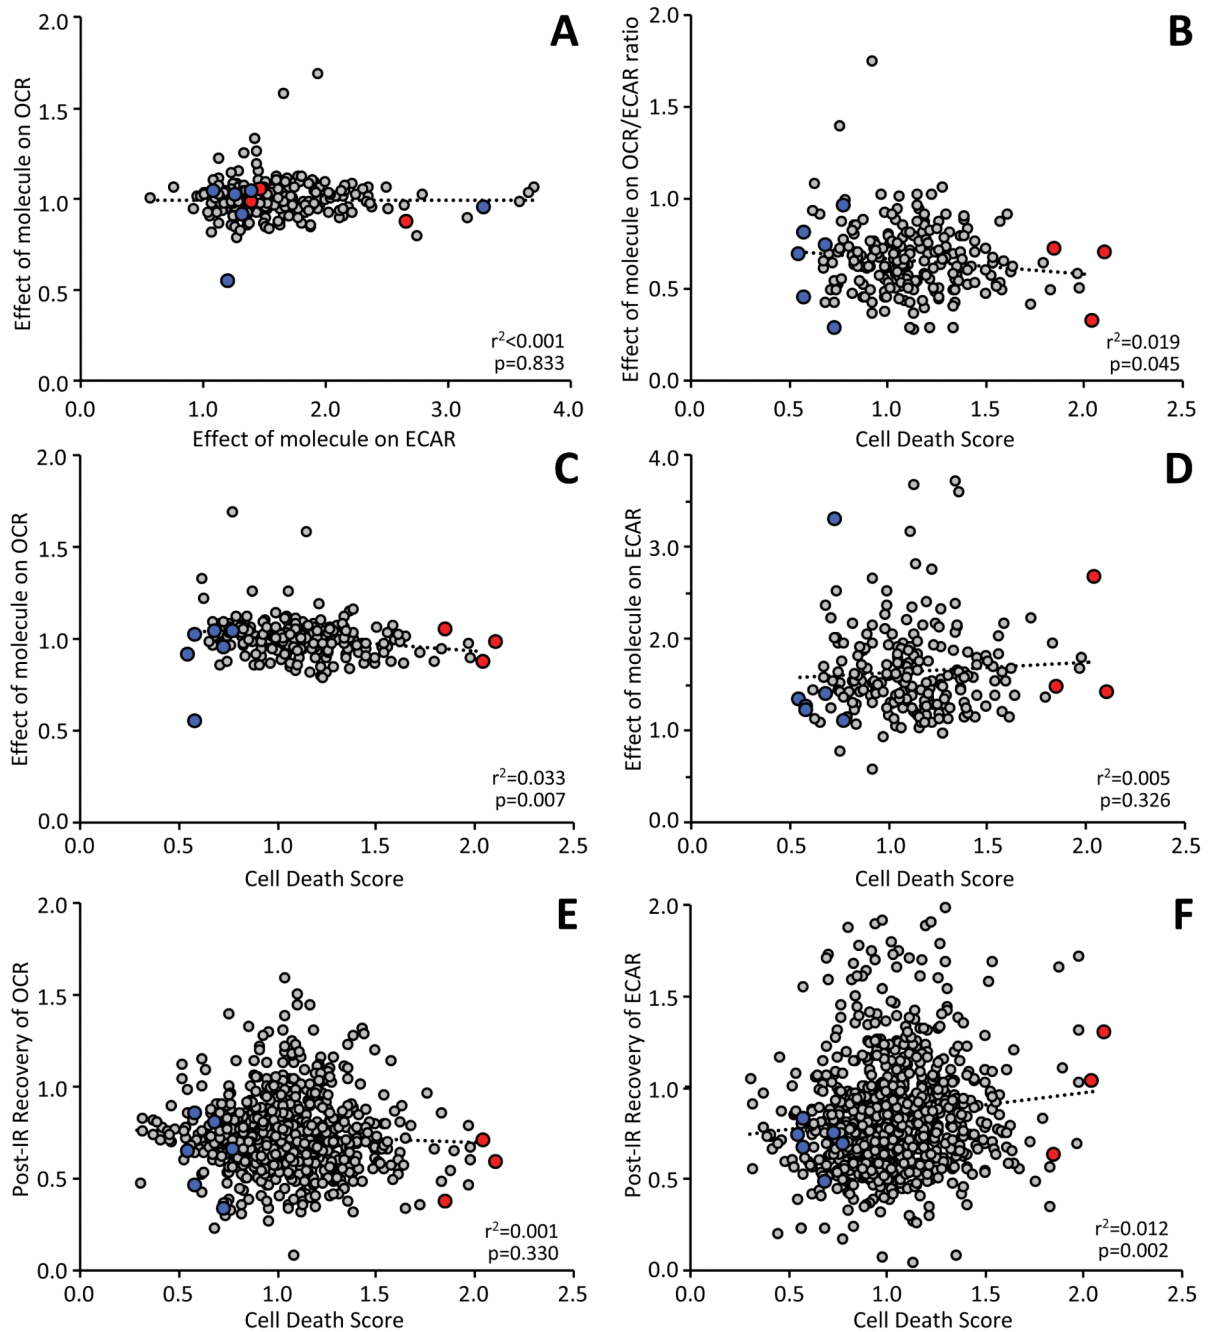 A
Effect of molecule on OCR
2.0
1.5
1.0
0.5
0.0
r²<0.001
p=0.833
0.0 1.0 2.0 3.0 4.0
Effect of molecule on ECAR
B
Effect of molecule on OCR/ECAR ratio
2.0
1.5
1.0
0.5
0.0
r²=0.019
p=0.045
0.0 0.5 1.0 1.5 2.0 2.5
Cell Death Score
C
Effect of molecule on OCR
2.0
1.5
1.0
0.5
0.0
r²=0.033
p=0.007
0.0 0.5 1.0 1.5 2.0 2.5
Cell Death Score
D
Effect of molecule on ECAR
4.0
3.0
2.0
1.0
0.0
r²=0.005
p=0.326
0.0 0.5 1.0 1.5 2.0 2.5
Cell Death Score
E
Post-IR Recovery of OCR
2.0
1.5
1.0
0.5
0.0
r²=0.001
p=0.330
0.0 0.5 1.0 1.5 2.0 2.5
Cell Death Score
F
Post-IR Recovery of ECAR
2.0
1.5
1.0
0.5
0.0
r²=0.012
p=0.002
0.0 0.5 1.0 1.5 2.0 2.5
Cell Death Score